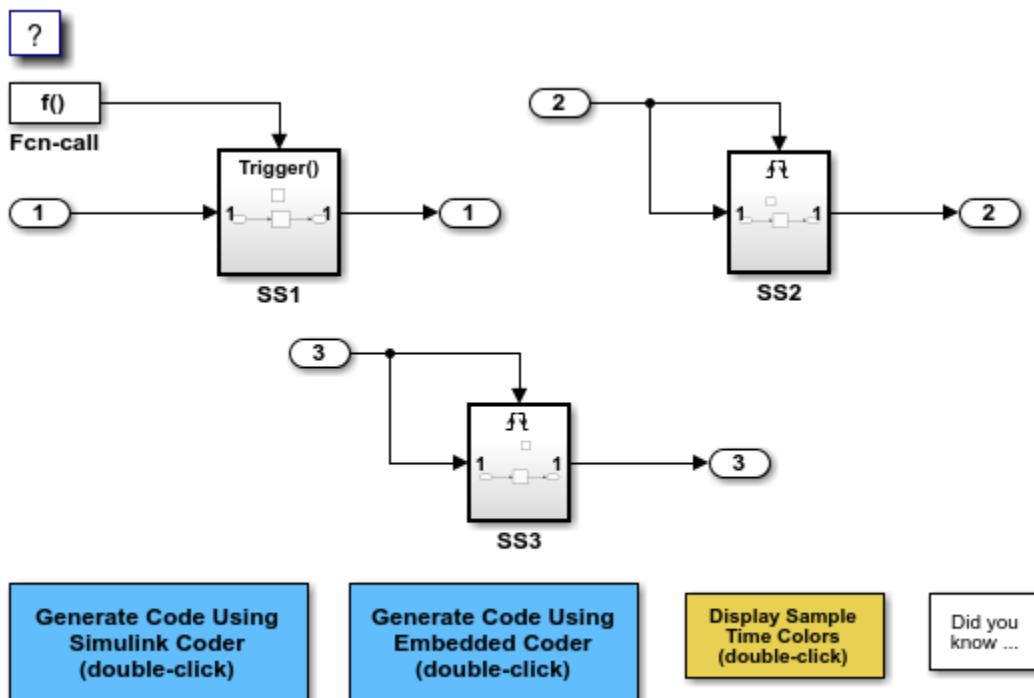 ?
f()
Fcn-call
Trigger()
1
1
1
1
SS1
2
1
1
2
SS2
3
1
1
3
SS3
Generate Code Using
Simulink Coder
(double-click)
Generate Code Using
Embedded Coder
(double-click)
Display Sample
Time Colors
(double-click)
Did you
know ...